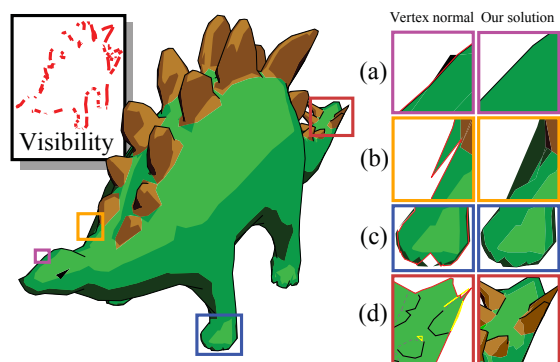 Visibility
Vertex normal Our solution
(a)
(b)
(c)
(d)